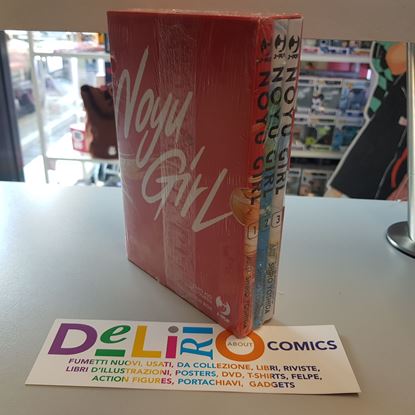 Noyu
GiRL
NOYU GIRL 1
NOYU GIRL
NOYU GIRL 3
DeLiRiO ABOUT COMICS
FUMETTI NUOVI, USATI, DA COLLEZIONE, LIBRI, RIVISTE,
LIBRI D'ILLUSTRAZIONI, POSTERS, DVD, T-SHIRTS, FELPE,
ACTION FIGURES, PORTACHIAVI, GADGETS